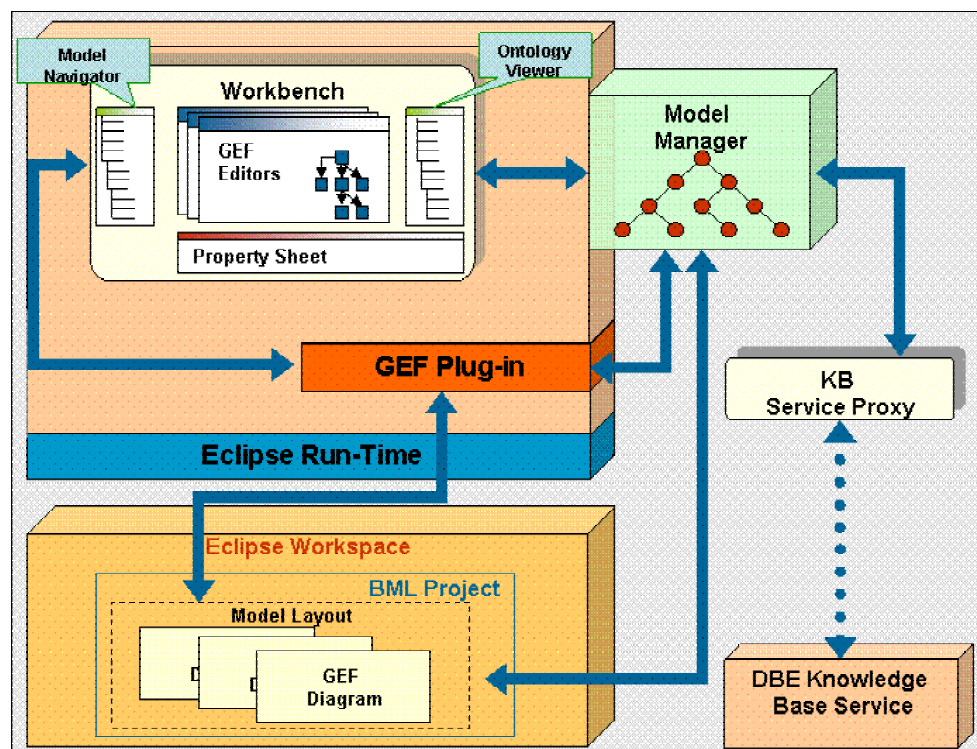 Model
Navigator
Ontology
Viewer
Workbench
GEF
Editors
Property Sheet
Model
Manager
GEF Plug-in
KB
Service Proxy
Eclipse Run-Time
Eclipse Workspace
BML Project
Model Layout
D
D
GEF
Diagram
DBE Knowledge
Base Service